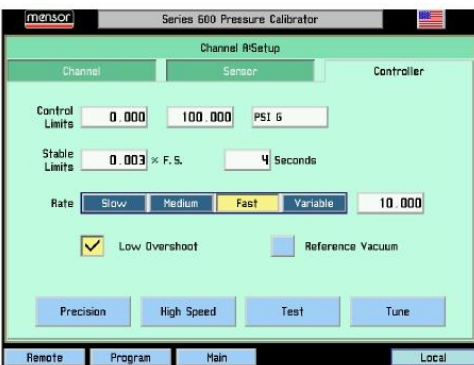 mensor Series 600 Pressure Calibrator
Channel A:Setup
Channel Sensor Controller
Control Limits 0.000 100.000 PSI G
Stable Limits 0.003 % F.S. 4 Seconds
Rate Slow Medium Fast Variable 10.000
Low Overshoot Reference Vacuum
Precision High Speed Test Tune
Remote Program Main Local